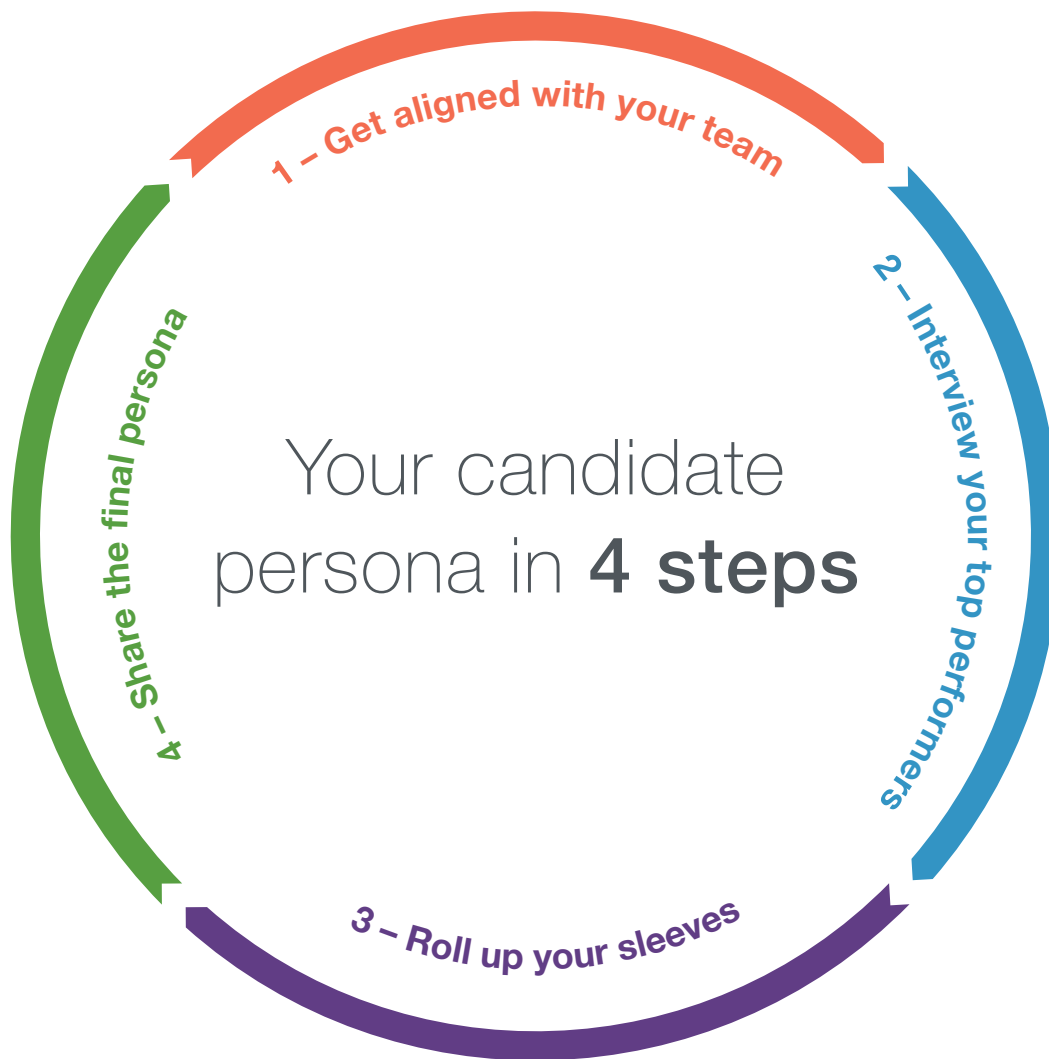 Your candidate
persona in 4 steps
1 – Get aligned with your team
2 – Interview your top performers
3 – Roll up your sleeves
4 – Share the final persona